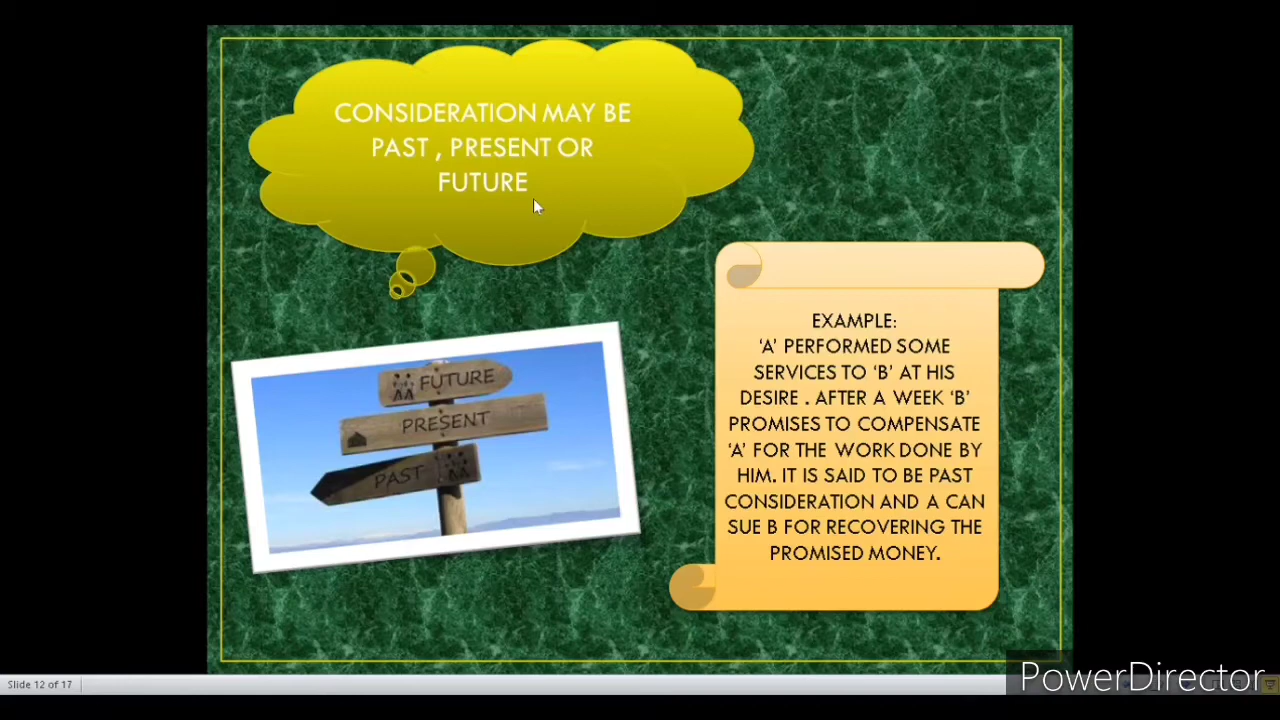 CONSIDERATION MAY BE
PAST , PRESENT OR
FUTURE
FUTURE
PRESENT
PAST
EXAMPLE:
‘A’ PERFORMED SOME
SERVICES TO ‘B’ AT HIS
DESIRE . AFTER A WEEK ‘B’
PROMISES TO COMPENSATE
‘A’ FOR THE WORK DONE BY
HIM. IT IS SAID TO BE PAST
CONSIDERATION AND A CAN
SUE B FOR RECOVERING THE
PROMISED MONEY.
Slide 12 of 17
PowerDirector